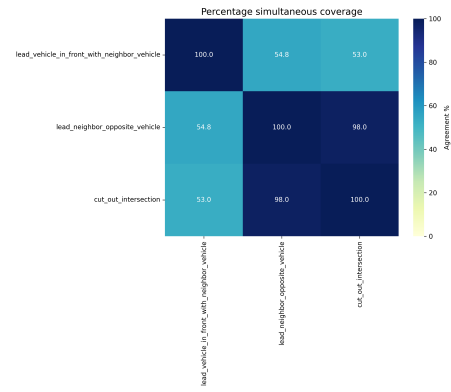 Percentage simultaneous coverage
lead_vehicle_in_front_with_neighbor_vehicle
100.0
54.8
53.0
lead_neighbor_opposite_vehicle
54.8
100.0
98.0
cut_out_intersection
53.0
98.0
100.0
lead_vehicle_in_front_with_neighbor_vehicle
lead_neighbor_opposite_vehicle
cut_out_intersection
100
80
60
40
20
0
Agreement %